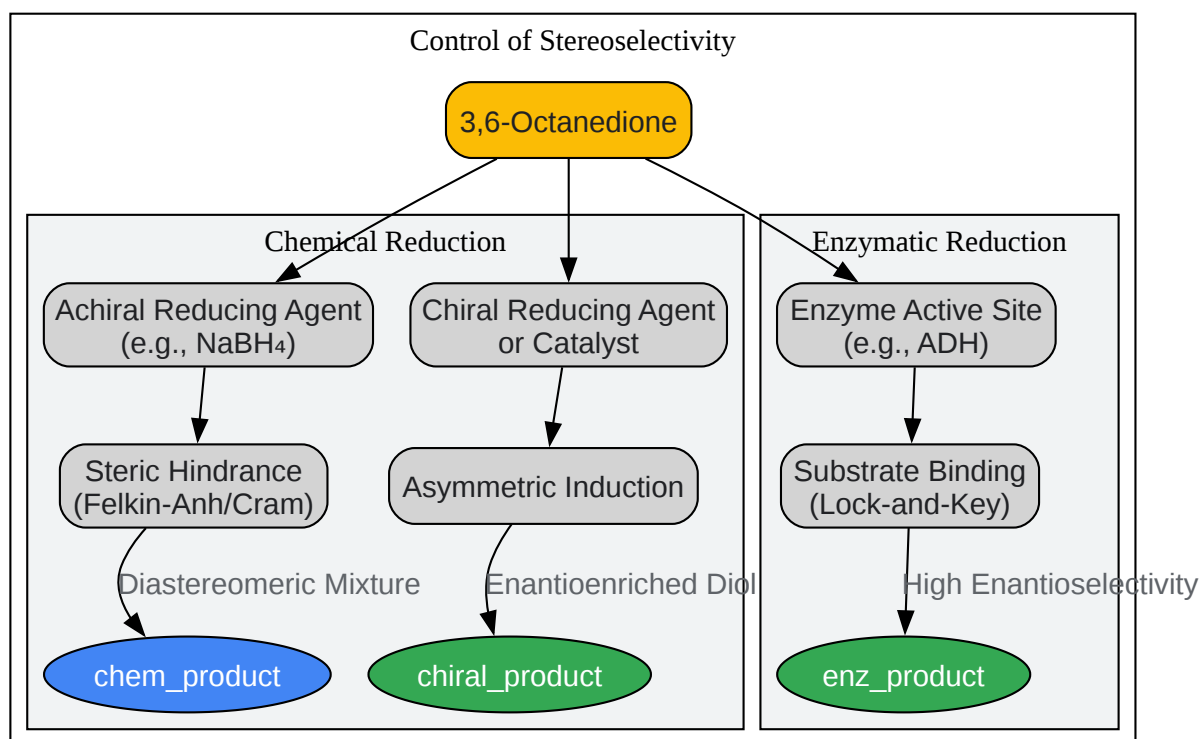 Control of Stereoselectivity
3,6-Octanedione
Chemical Reduction
Enzymatic Reduction
Achiral Reducing Agent
(e.g., NaBH₄)
Chiral Reducing Agent
or Catalyst
Enzyme Active Site
(e.g., ADH)
Steric Hindrance
(Felkin-Anh/Cram)
Asymmetric Induction
Substrate Binding
(Lock-and-Key)
Diastereomeric Mixture
Enantioenriched Diol
High Enantioselectivity
chem_product
chiral_product
enz_product